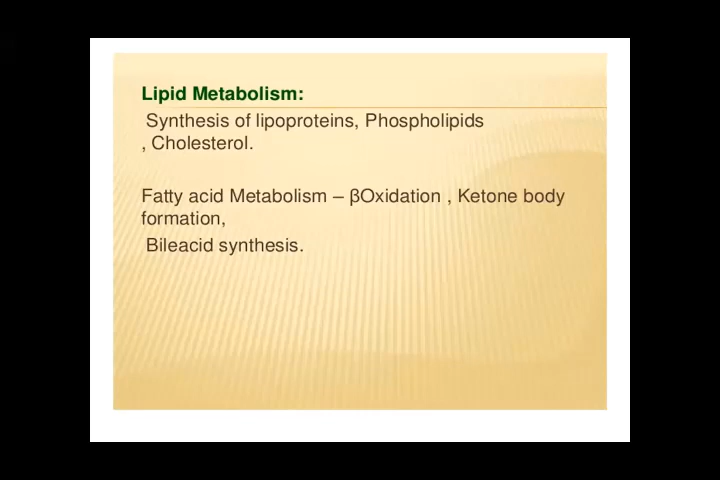 Lipid Metabolism:
Synthesis of lipoproteins, Phospholipids
, Cholesterol.
Fatty acid Metabolism – βOxidation , Ketone body
formation,
Bileacid synthesis.